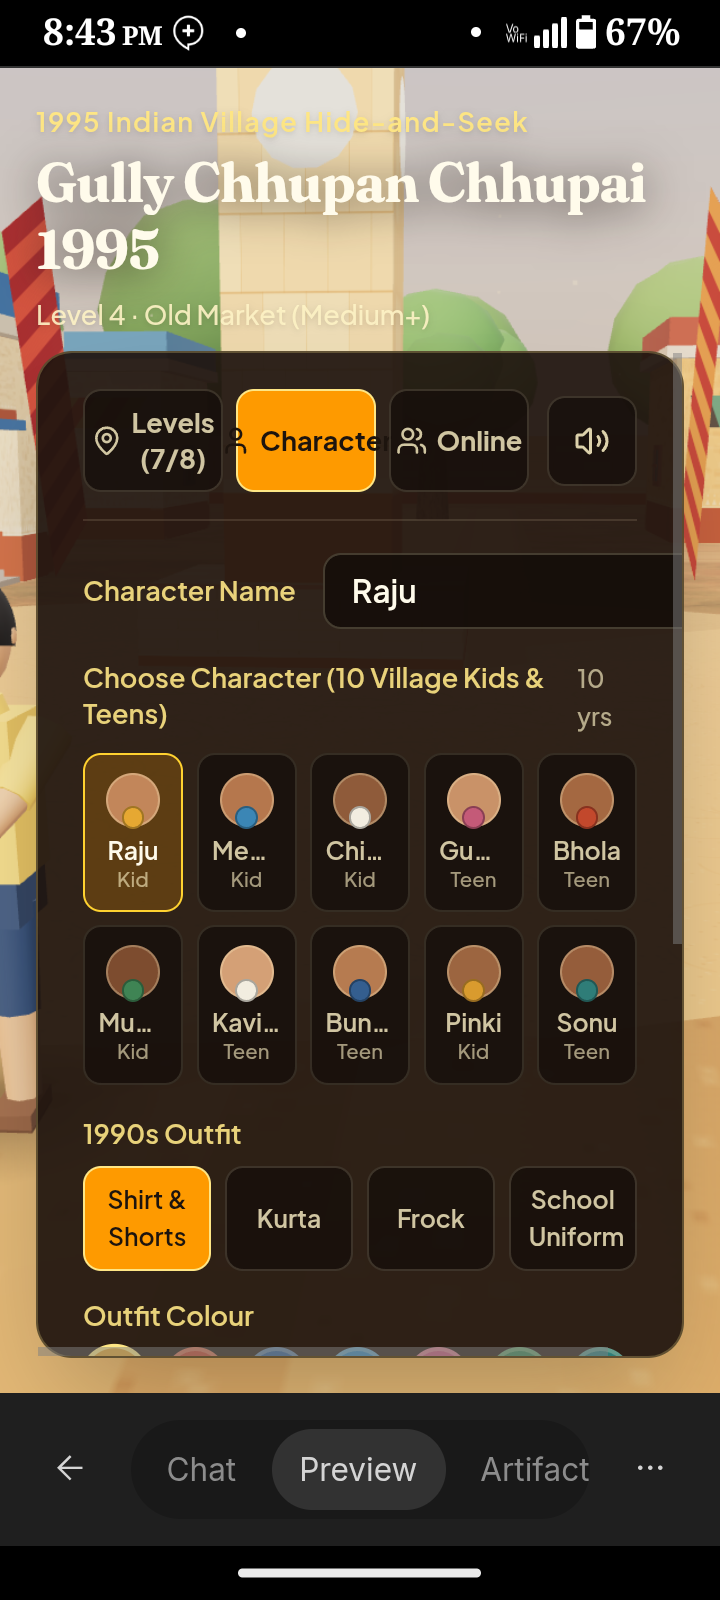 8:43 PM
Vo WiFi 67%
1995 Indian Village Hide-and-Seek
Gully Chhupan Chhupai
1995
Level 4 · Old Market (Medium+)
Levels
(7/8)
Character
Online
Character Name
Raju
Choose Character (10 Village Kids &
Teens)
10
yrs
Raju
Kid
Me...
Kid
Chi...
Kid
Gu...
Teen
Bhola
Teen
Mu...
Kid
Kavi...
Teen
Bun...
Teen
Pinki
Kid
Sonu
Teen
1990s Outfit
Shirt &
Shorts
Kurta
Frock
School
Uniform
Outfit Colour
Chat
Preview
Artifact